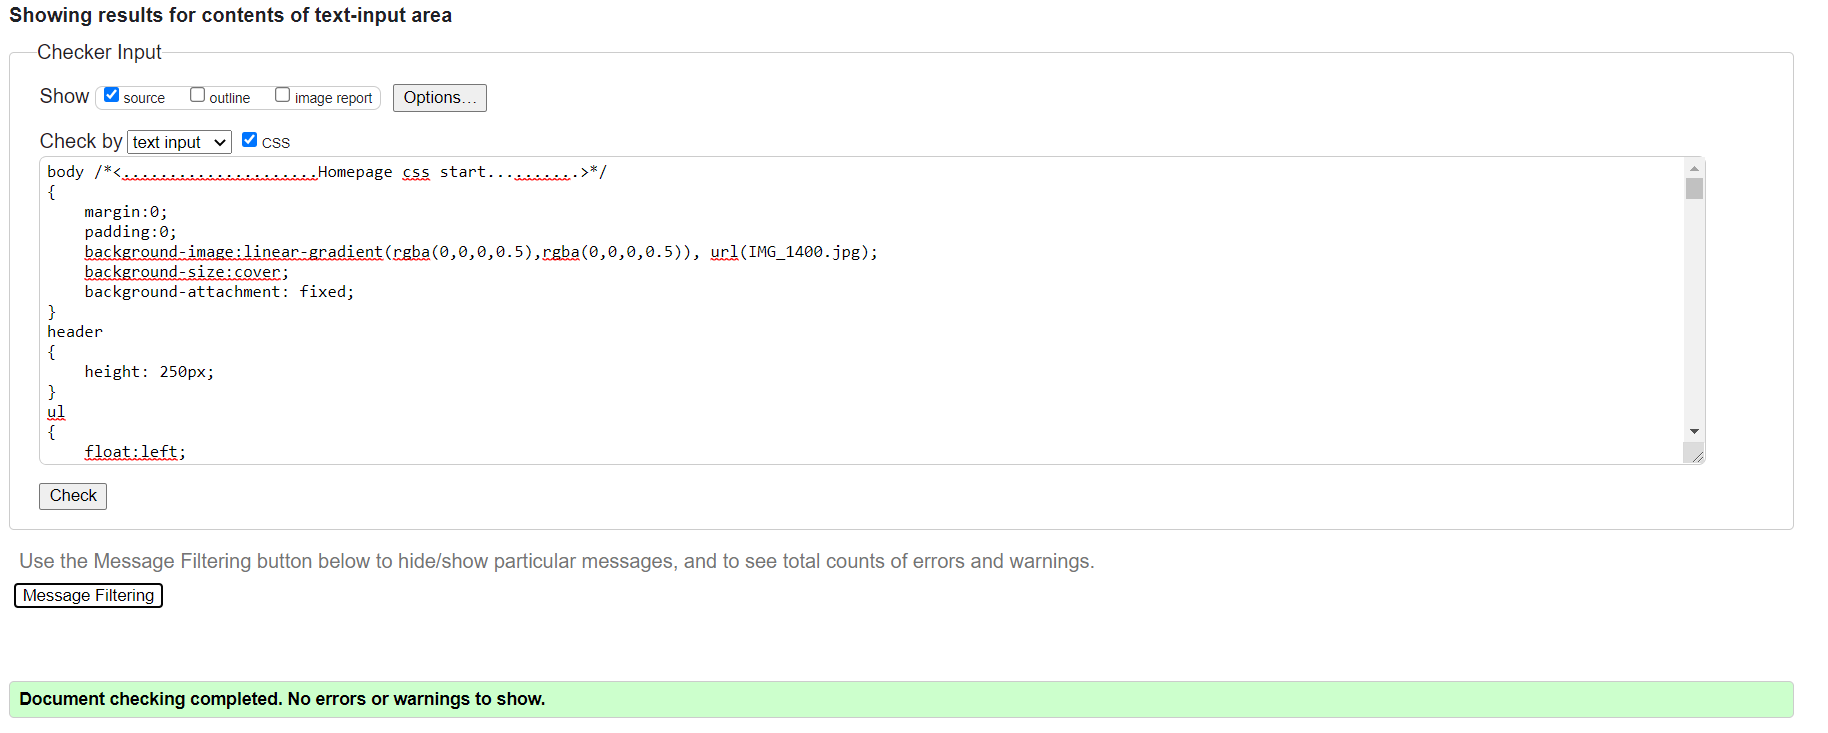 Showing results for contents of text-input area
Checker Input
Show source outline image report Options...
Check by text input CSS
body /*<.....................Homepage css start..........>*/
{
    margin:0;
    padding:0;
    background-image:linear-gradient(rgba(0,0,0,0.5),rgba(0,0,0,0.5)), url(IMG_1400.jpg);
    background-size:cover;
    background-attachment: fixed;
}
header
{
    height: 250px;
}
ul
{
    float:left;
Check
Use the Message Filtering button below to hide/show particular messages, and to see total counts of errors and warnings.
Message Filtering
Document checking completed. No errors or warnings to show.